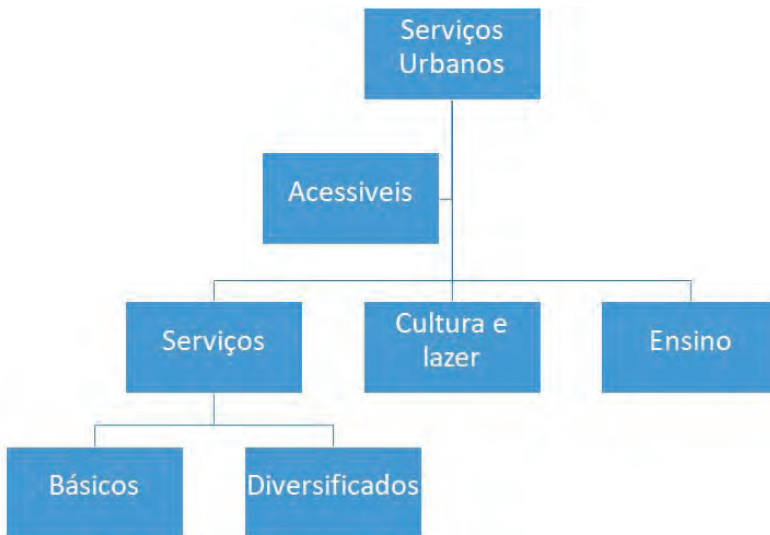 Serviços
Urbanos
Acessiveis
Serviços
Cultura e
lazer
Ensino
Básicos
Diversificados